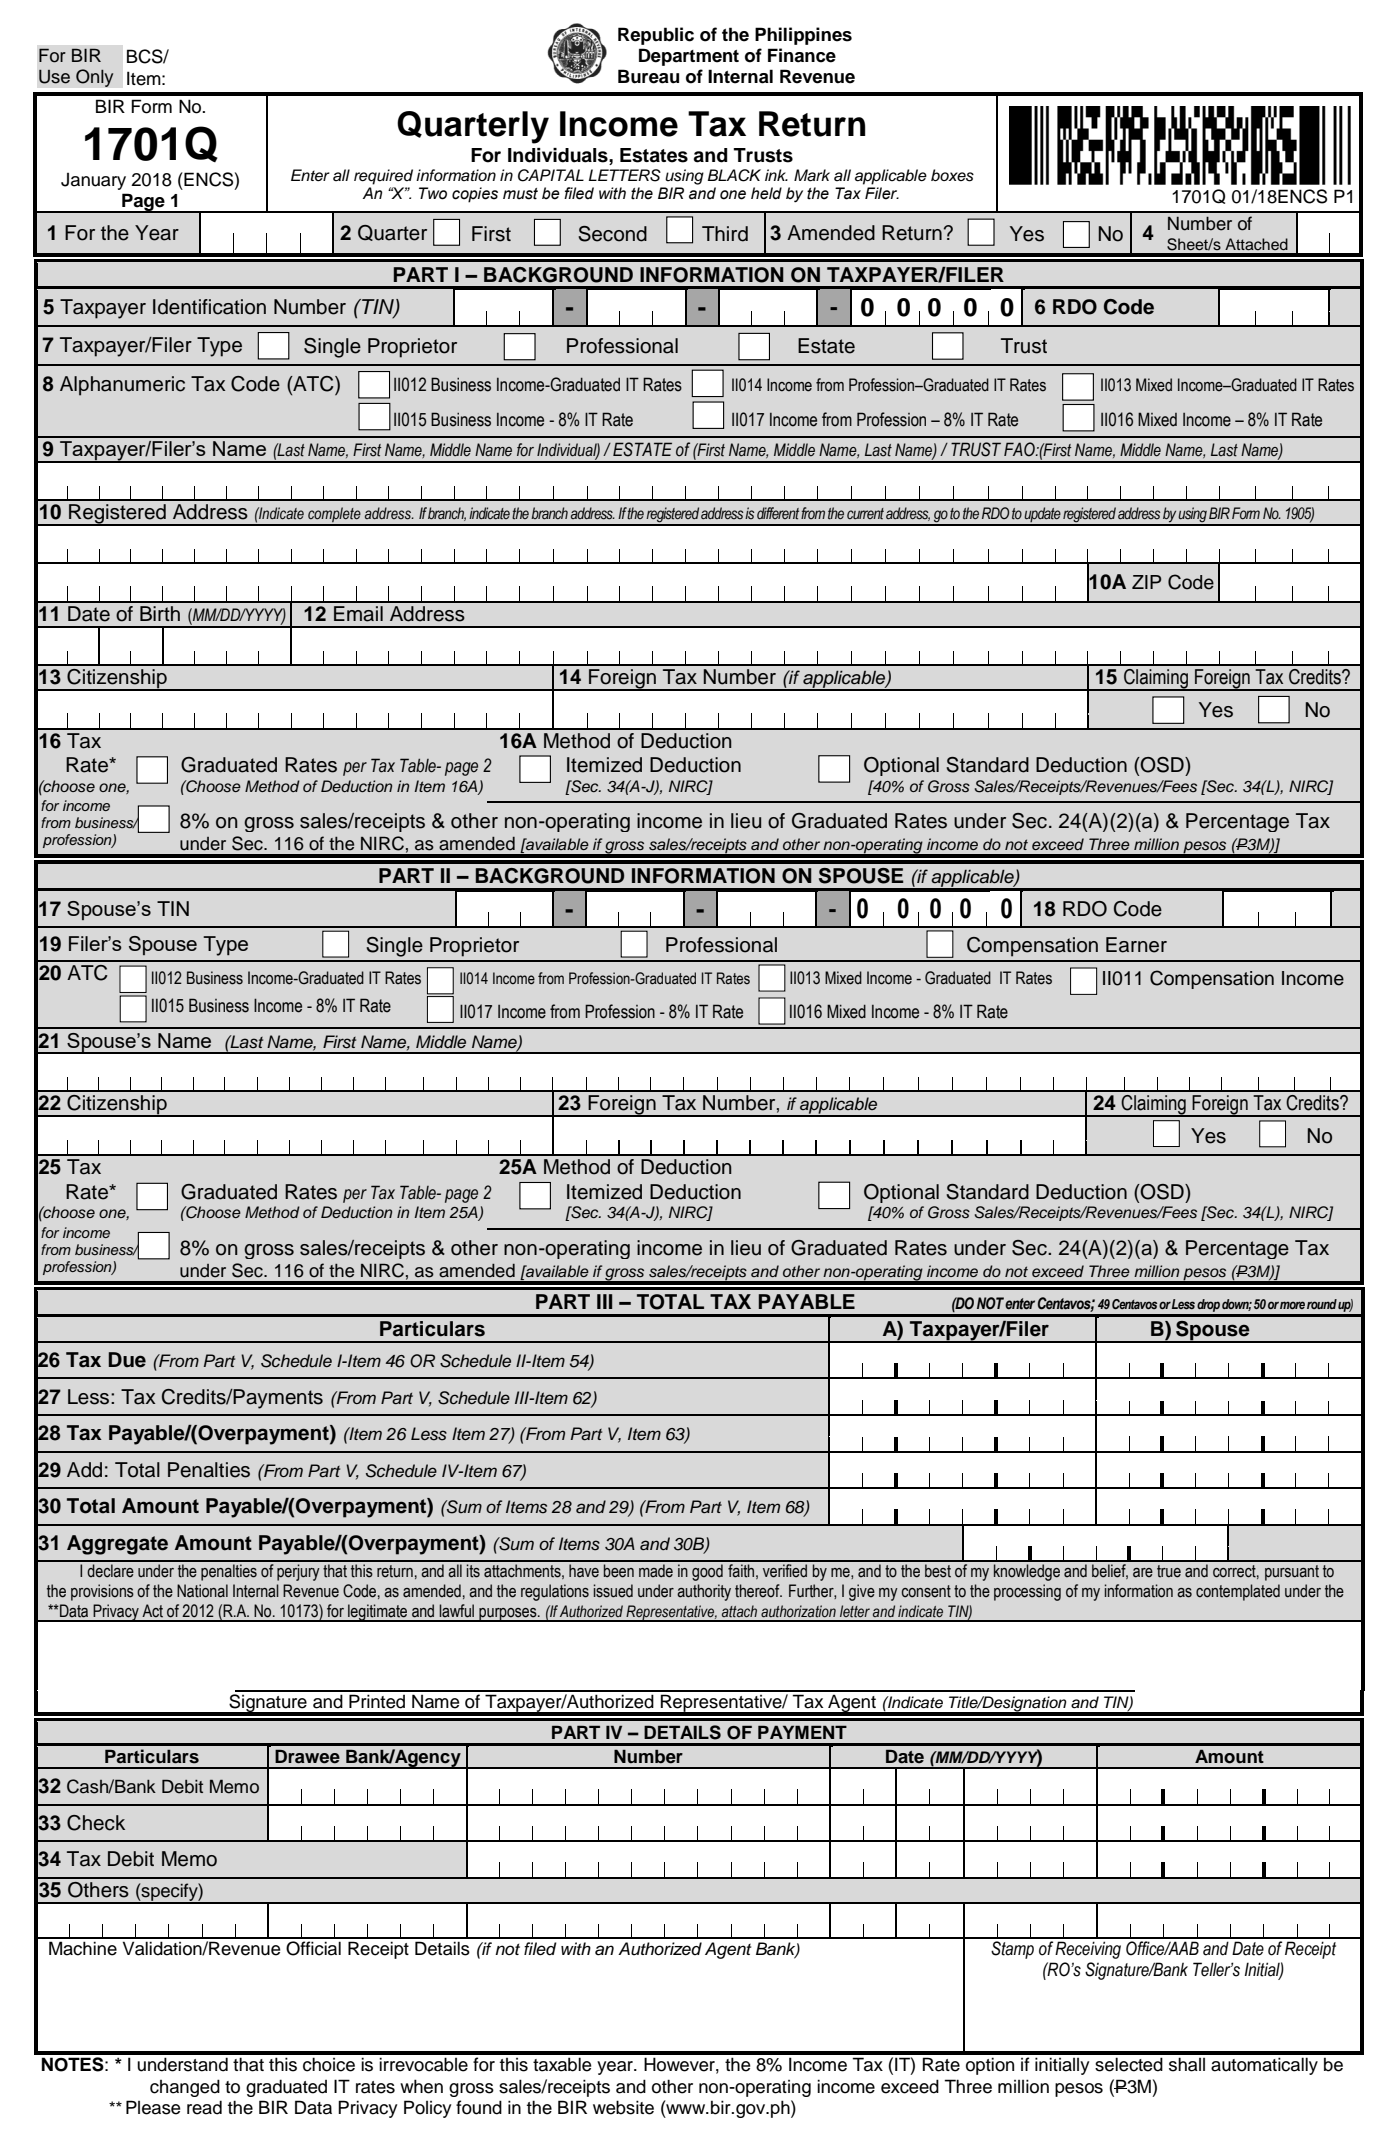 Republic of the Philippines
Department of Finance
Bureau of Internal Revenue
For BIR BCS/
Use Only Item:
BIR Form No.
1701Q
January 2018 (ENCS)
Page 1
Quarterly Income Tax Return
For Individuals, Estates and Trusts
Enter all required information in CAPITAL LETTERS using BLACK ink. Mark all applicable boxes
An “X”. Two copies must be filed with the BIR and one held by the Tax Filer.
1701Q 01/18ENCS P1
1 For the Year 2 Quarter First Second Third 3 Amended Return? Yes No 4 Number of Sheet/s Attached
PART I – BACKGROUND INFORMATION ON TAXPAYER/FILER
5 Taxpayer Identification Number (TIN) - - - 0 0 0 0 0 6 RDO Code
7 Taxpayer/Filer Type Single Proprietor Professional Estate Trust
8 Alphanumeric Tax Code (ATC) II012 Business Income-Graduated IT Rates II014 Income from Profession–Graduated IT Rates II013 Mixed Income–Graduated IT Rates
II015 Business Income - 8% IT Rate II017 Income from Profession – 8% IT Rate II016 Mixed Income – 8% IT Rate
9 Taxpayer/Filer’s Name (Last Name, First Name, Middle Name for Individual) / ESTATE of (First Name, Middle Name, Last Name) / TRUST FAO:(First Name, Middle Name, Last Name)
10 Registered Address (Indicate complete address. If branch, indicate the branch address. If the registered address is different from the current address, go to the RDO to update registered address by using BIR Form No. 1905)
10A ZIP Code
11 Date of Birth (MM/DD/YYYY) 12 Email Address
13 Citizenship 14 Foreign Tax Number (if applicable) 15 Claiming Foreign Tax Credits?
Yes No
16 Tax 16A Method of Deduction
Rate* Graduated Rates per Tax Table- page 2 Itemized Deduction Optional Standard Deduction (OSD)
(choose one, (Choose Method of Deduction in Item 16A) [Sec. 34(A-J), NIRC] [40% of Gross Sales/Receipts/Revenues/Fees [Sec. 34(L), NIRC]
for income
from business/ 8% on gross sales/receipts & other non-operating income in lieu of Graduated Rates under Sec. 24(A)(2)(a) & Percentage Tax
profession) under Sec. 116 of the NIRC, as amended [available if gross sales/receipts and other non-operating income do not exceed Three million pesos (₱3M)]
PART II – BACKGROUND INFORMATION ON SPOUSE (if applicable)
17 Spouse’s TIN - - - 0 0 0 0 0 18 RDO Code
19 Filer’s Spouse Type Single Proprietor Professional Compensation Earner
20 ATC II012 Business Income-Graduated IT Rates II014 Income from Profession-Graduated IT Rates II013 Mixed Income - Graduated IT Rates II011 Compensation Income
II015 Business Income - 8% IT Rate II017 Income from Profession - 8% IT Rate II016 Mixed Income - 8% IT Rate
21 Spouse’s Name (Last Name, First Name, Middle Name)
22 Citizenship 23 Foreign Tax Number, if applicable 24 Claiming Foreign Tax Credits?
Yes No
25 Tax 25A Method of Deduction
Rate* Graduated Rates per Tax Table- page 2 Itemized Deduction Optional Standard Deduction (OSD)
(choose one, (Choose Method of Deduction in Item 25A) [Sec. 34(A-J), NIRC] [40% of Gross Sales/Receipts/Revenues/Fees [Sec. 34(L), NIRC]
for income
from business/ 8% on gross sales/receipts & other non-operating income in lieu of Graduated Rates under Sec. 24(A)(2)(a) & Percentage Tax
profession) under Sec. 116 of the NIRC, as amended [available if gross sales/receipts and other non-operating income do not exceed Three million pesos (₱3M)]
PART III – TOTAL TAX PAYABLE (DO NOT enter Centavos; 49 Centavos or Less drop down; 50 or more round up)
Particulars A) Taxpayer/Filer B) Spouse
26 Tax Due (From Part V, Schedule I-Item 46 OR Schedule II-Item 54)
27 Less: Tax Credits/Payments (From Part V, Schedule III-Item 62)
28 Tax Payable/(Overpayment) (Item 26 Less Item 27) (From Part V, Item 63)
29 Add: Total Penalties (From Part V, Schedule IV-Item 67)
30 Total Amount Payable/(Overpayment) (Sum of Items 28 and 29) (From Part V, Item 68)
31 Aggregate Amount Payable/(Overpayment) (Sum of Items 30A and 30B)
I declare under the penalties of perjury that this return, and all its attachments, have been made in good faith, verified by me, and to the best of my knowledge and belief, are true and correct, pursuant to
the provisions of the National Internal Revenue Code, as amended, and the regulations issued under authority thereof. Further, I give my consent to the processing of my information as contemplated under the
**Data Privacy Act of 2012 (R.A. No. 10173) for legitimate and lawful purposes. (If Authorized Representative, attach authorization letter and indicate TIN)
Signature and Printed Name of Taxpayer/Authorized Representative/ Tax Agent (Indicate Title/Designation and TIN)
PART IV – DETAILS OF PAYMENT
Particulars Drawee Bank/Agency Number Date (MM/DD/YYYY) Amount
32 Cash/Bank Debit Memo
33 Check
34 Tax Debit Memo
35 Others (specify)
Machine Validation/Revenue Official Receipt Details (if not filed with an Authorized Agent Bank) Stamp of Receiving Office/AAB and Date of Receipt
(RO’s Signature/Bank Teller’s Initial)
NOTES: * I understand that this choice is irrevocable for this taxable year. However, the 8% Income Tax (IT) Rate option if initially selected shall automatically be
changed to graduated IT rates when gross sales/receipts and other non-operating income exceed Three million pesos (₱3M)
** Please read the BIR Data Privacy Policy found in the BIR website (www.bir.gov.ph)